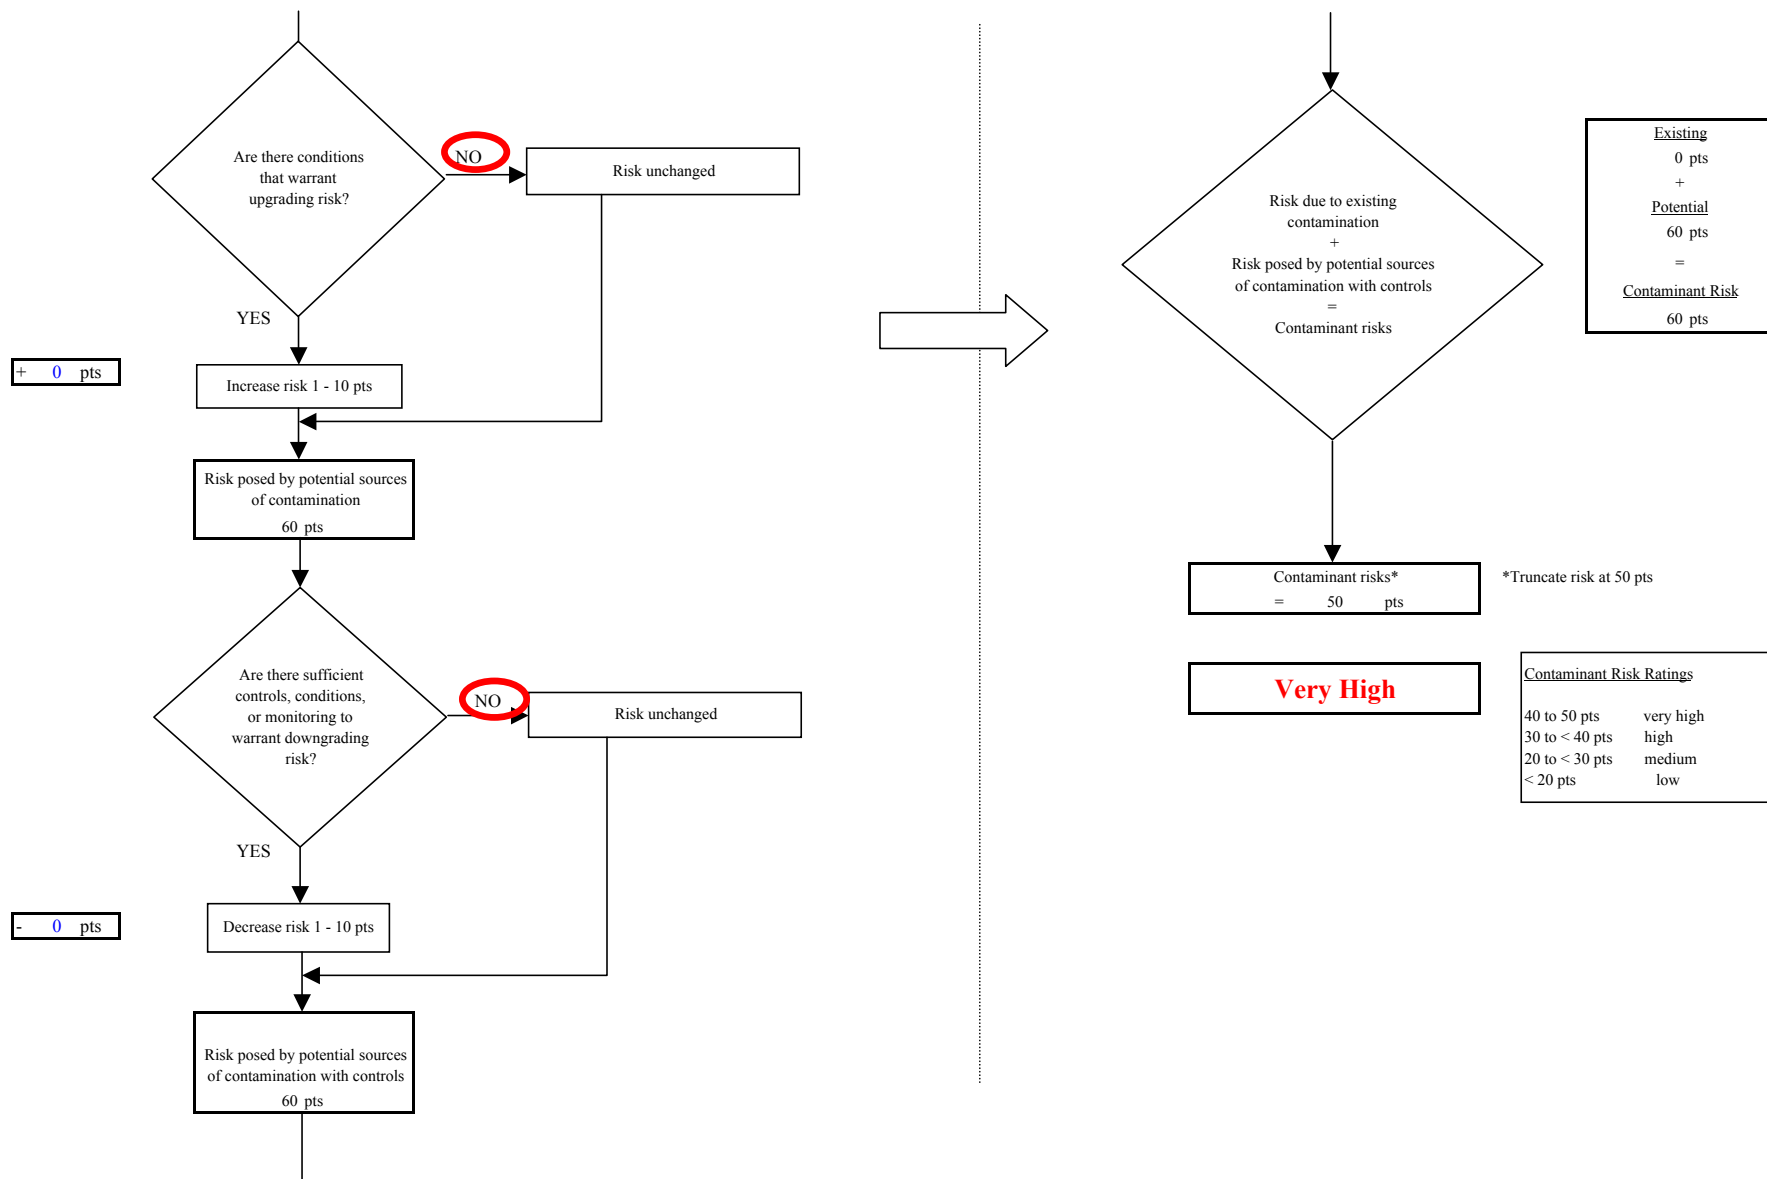 Are there conditions
that warrant
upgrading risk?
NO
Risk unchanged
YES
+ 0 pts
Increase risk 1 - 10 pts
Risk posed by potential sources
of contamination
60 pts
Are there sufficient
controls, conditions,
or monitoring to
warrant downgrading
risk?
NO
Risk unchanged
YES
- 0 pts
Decrease risk 1 - 10 pts
Risk posed by potential sources
of contamination with controls
60 pts
Risk due to existing
contamination
+
Risk posed by potential sources
of contamination with controls
=
Contaminant risks
Existing
0 pts
+
Potential
60 pts
=
Contaminant Risk
60 pts
Contaminant risks*
= 50 pts
*Truncate risk at 50 pts
Very High
Contaminant Risk Ratings
40 to 50 pts very high
30 to < 40 pts high
20 to < 30 pts medium
< 20 pts low